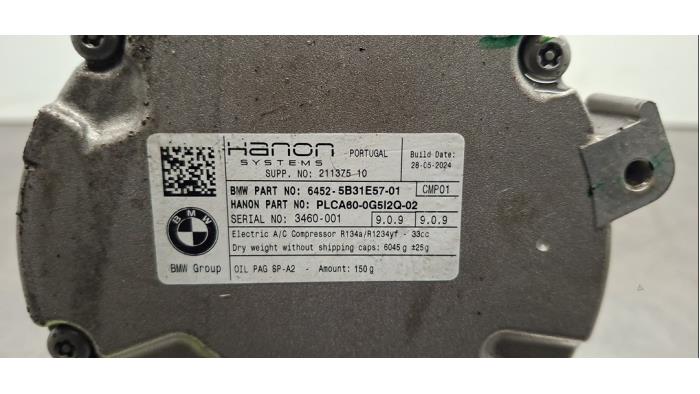 Hanon
SYSTEMS
PORTUGAL
Build Date:
28-05-2024
SUPP. NO: 211375 10
BMW PART NO: 6452-5B31E57-01 CMP01
HANON PART NO: PLCA60-0G5I2Q-02
SERIAL NO: 3460-001 9.0.9 9.0.9
Electric A/C Compressor R134a/R1234yf - 33cc
Dry weight without shipping caps: 6045g ±25g
BMW
BMW Group
OIL PAG SP-A2 - Amount: 150g